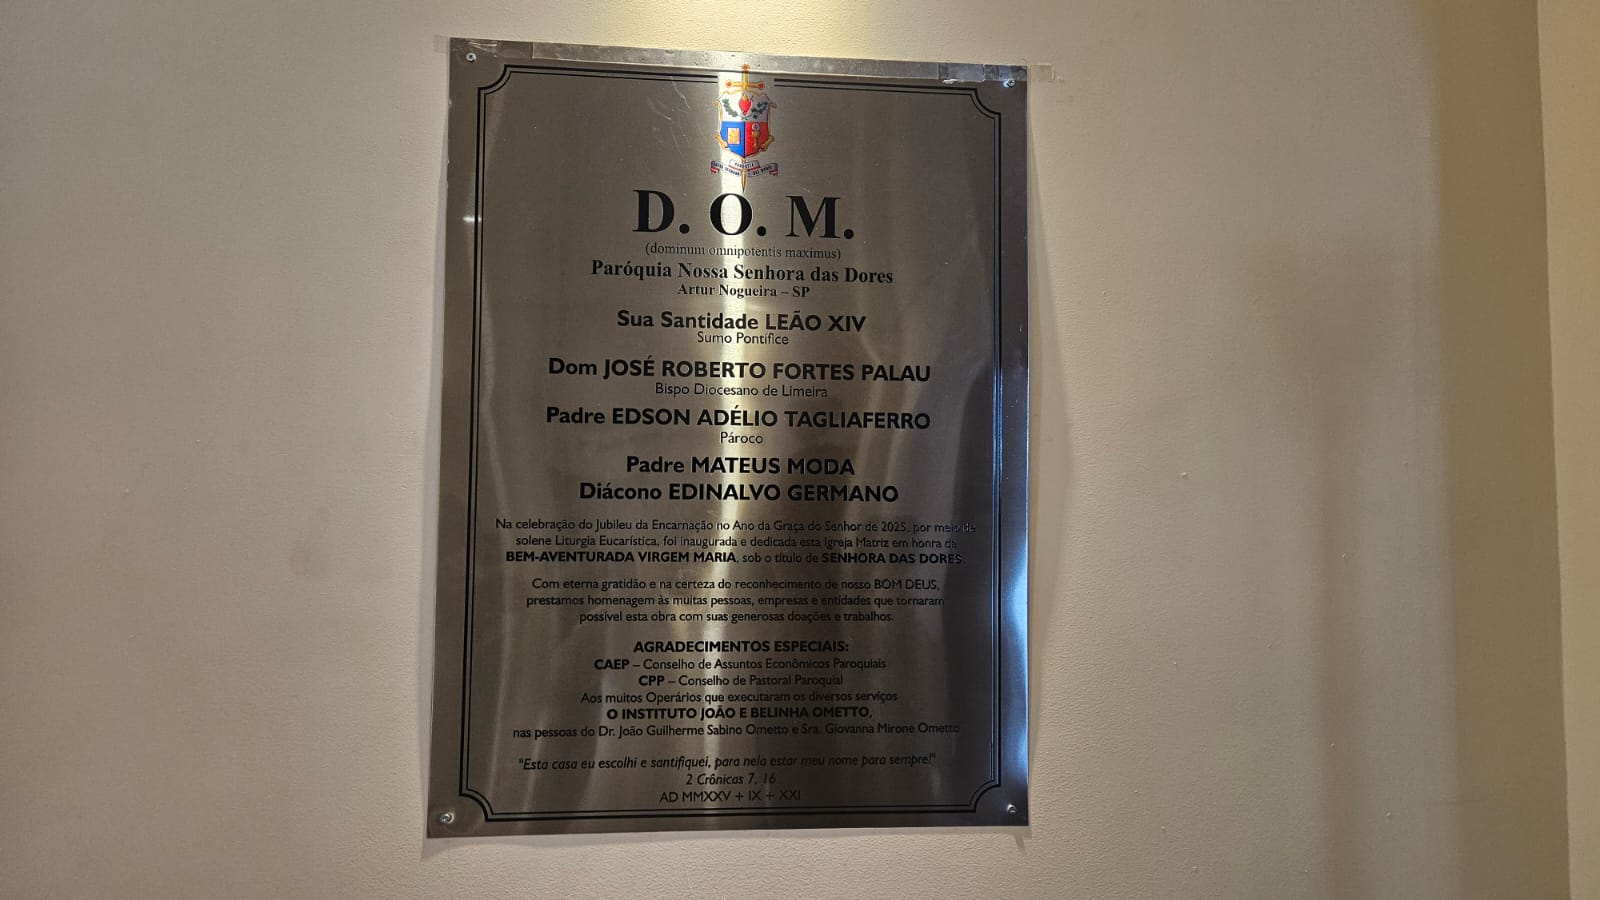 D. O. M.
(dominum omnipotentis maximus)
Paróquia Nossa Senhora das Dores
Artur Nogueira – SP
Sua Santidade LEÃO XIV
Sumo Pontífice
Dom JOSÉ ROBERTO FORTES PALAU
Bispo Diocesano de Limeira
Padre EDSON ADÉLIO TAGLIAFERRO
Pároco
Padre MATEUS MODA
Diácono EDINALVO GERMANO
Na celebração do Jubileu da Encarnação no Ano da Graça do Senhor de 2025, por meio de
solene Liturgia Eucarística, foi inaugurada e dedicada esta Igreja Matriz em honra da
BEM-AVENTURADA VIRGEM MARIA, sob o título de SENHORA DAS DORES.
Com eterna gratidão e na certeza do reconhecimento de nosso BOM DEUS,
prestamos homenagem às muitas pessoas, empresas e entidades que tornaram
possível esta obra com suas generosas doações e trabalhos.
AGRADECIMENTOS ESPECIAIS:
CAEP – Conselho de Assuntos Econômicos Paroquiais
CPP – Conselho de Pastoral Paroquial
Aos muitos Operários que executaram os diversos serviços
O INSTITUTO JOÃO E BELINHA OMETTO,
nas pessoas do Dr. João Guilherme Sabino Ometto e Sra. Giovanna Mirone Ometto
"Esta casa eu escolhi e santifiquei, para nela estar meu nome para sempre!"
2 Crônicas 7, 16
AD MMXXV + IX + XXI